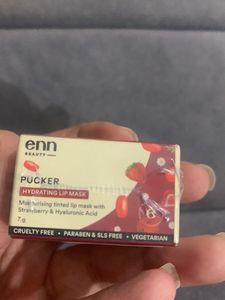 enn
BEAUTY
PUCKER
HYDRATING LIP MASK
Moisturising tinted lip mask with
Strawberry & Hyaluronic Acid
7 g
CRUELTY FREE • PARABEN & SLS FREE • VEGETARIAN